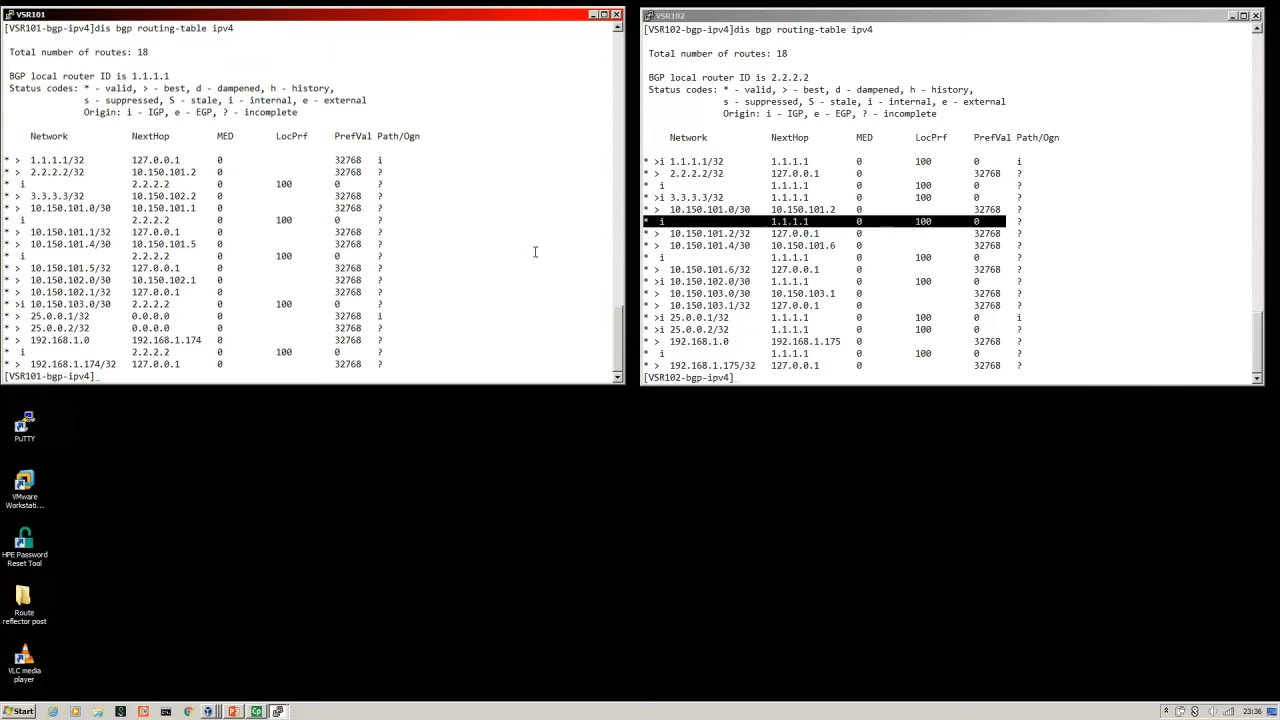 VSR101
[VSR101-bgp-ipv4]dis bgp routing-table ipv4
Total number of routes: 18
BGP local router ID is 1.1.1.1
Status codes: * - valid, > - best, d - dampened, h - history,
s - suppressed, S - stale, i - internal, e - external
Origin: i - IGP, e - EGP, ? - incomplete
Network NextHop MED LocPrf PrefVal Path/Ogn
* > 1.1.1.1/32 127.0.0.1 0 32768 i
* > 2.2.2.2/32 10.150.101.2 0 32768 ?
* i 2.2.2.2 0 100 0 ?
* > 3.3.3.3/32 10.150.102.2 0 32768 ?
* > 10.150.101.0/30 10.150.101.1 0 32768 ?
* i 2.2.2.2 0 100 0 ?
* > 10.150.101.1/32 127.0.0.1 0 32768 ?
* > 10.150.101.4/30 10.150.101.5 0 32768 ?
* i 2.2.2.2 0 100 0 ?
* > 10.150.101.5/32 127.0.0.1 0 32768 ?
* > 10.150.102.0/30 10.150.102.1 0 32768 ?
* > 10.150.102.1/32 127.0.0.1 0 32768 ?
* >i 10.150.103.0/30 2.2.2.2 0 100 0 ?
* > 25.0.0.1/32 0.0.0.0 0 32768 i
* > 25.0.0.2/32 0.0.0.0 0 32768 ?
* > 192.168.1.0 192.168.1.174 0 32768 ?
* i 2.2.2.2 0 100 0 ?
* > 192.168.1.174/32 127.0.0.1 0 32768 ?
[VSR101-bgp-ipv4]
VSR102
[VSR102-bgp-ipv4]dis bgp routing-table ipv4
Total number of routes: 18
BGP local router ID is 2.2.2.2
Status codes: * - valid, > - best, d - dampened, h - history,
s - suppressed, S - stale, i - internal, e - external
Origin: i - IGP, e - EGP, ? - incomplete
Network NextHop MED LocPrf PrefVal Path/Ogn
* >i 1.1.1.1/32 1.1.1.1 0 100 0 i
* > 2.2.2.2/32 127.0.0.1 0 32768 ?
* i 1.1.1.1 0 100 0 ?
* >i 3.3.3.3/32 1.1.1.1 0 100 0 ?
* > 10.150.101.0/30 10.150.101.2 0 32768 ?
* i 1.1.1.1 0 100 0 ?
* > 10.150.101.2/32 127.0.0.1 0 32768 ?
* > 10.150.101.4/30 10.150.101.6 0 32768 ?
* i 1.1.1.1 0 100 0 ?
* > 10.150.101.6/32 127.0.0.1 0 32768 ?
* >i 10.150.102.0/30 1.1.1.1 0 100 0 ?
* > 10.150.103.0/30 10.150.103.1 0 32768 ?
* > 10.150.103.1/32 127.0.0.1 0 32768 ?
* >i 25.0.0.1/32 1.1.1.1 0 100 0 i
* >i 25.0.0.2/32 1.1.1.1 0 100 0 ?
* > 192.168.1.0 192.168.1.175 0 32768 ?
* i 1.1.1.1 0 100 0 ?
* > 192.168.1.175/32 127.0.0.1 0 32768 ?
[VSR102-bgp-ipv4]
PuTTY
VMware
Workstati...
HPE Password
Reset Tool
Route
reflector post
VLC media
player
Start
23:36